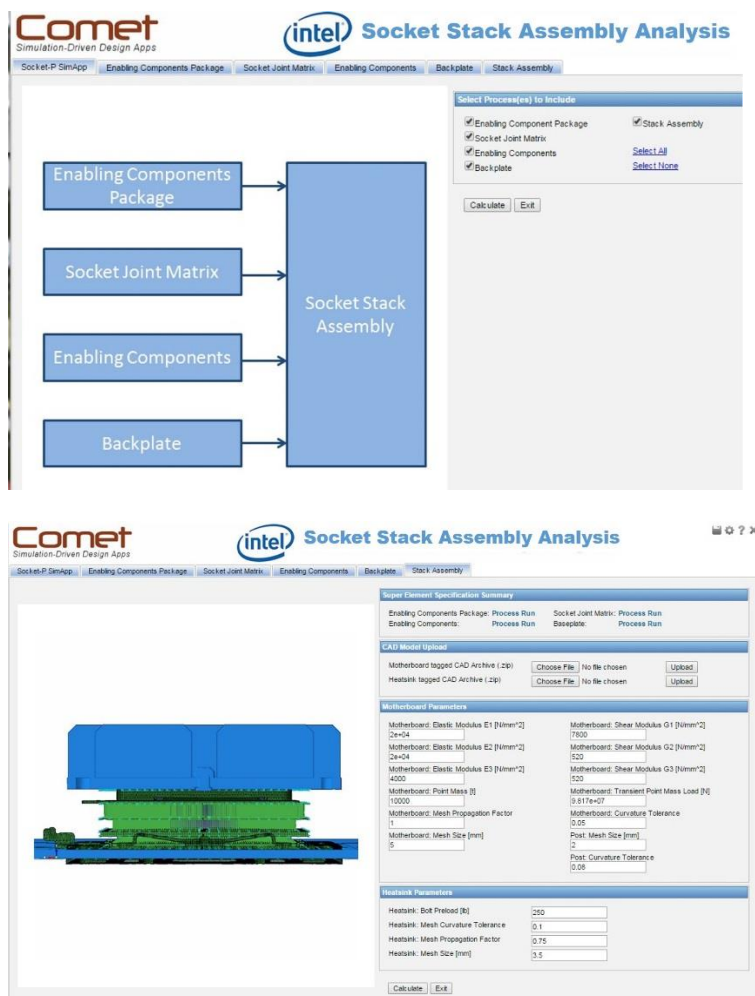 Comet
Simulation-Driven Design Apps
intel Socket Stack Assembly Analysis
Socket-P SimApp Enabling Components Package Socket Joint Matrix Enabling Components Backplate Stack Assembly
Select Process(es) to Include
Enabling Component Package Stack Assembly
Socket Joint Matrix
Enabling Components Select All
Backplate Select None
Calculate Exit
Enabling Components
Package
Socket Joint Matrix
Enabling Components
Backplate
Socket Stack
Assembly
Comet
Simulation-Driven Design Apps
intel Socket Stack Assembly Analysis
Socket-P SimApp Enabling Components Package Socket Joint Matrix Enabling Components Backplate Stack Assembly
Super Element Specification Summary
Enabling Components Package: Process Run Socket Joint Matrix: Process Run
Enabling Components: Process Run Baseplate: Process Run
CAD Model Upload
Motherboard tagged CAD Archive (.zip) Choose File No file chosen Upload
Heatsink tagged CAD Archive (.zip) Choose File No file chosen Upload
Motherboard Parameters
Motherboard: Elastic Modulus E1 [N/mm^2] Motherboard: Shear Modulus G1 [N/mm^2]
2e+04 7800
Motherboard: Elastic Modulus E2 [N/mm^2] Motherboard: Shear Modulus G2 [N/mm^2]
2e+04 520
Motherboard: Elastic Modulus E3 [N/mm^2] Motherboard: Shear Modulus G3 [N/mm^2]
4000 520
Motherboard: Point Mass [t] Motherboard: Transient Point Mass Load [N]
10000 9.817e+07
Motherboard: Mesh Propagation Factor Motherboard: Curvature Tolerance
1 0.05
Motherboard: Mesh Size [mm] Post: Mesh Size [mm]
5 2
Post: Curvature Tolerance
0.06
Heatsink Parameters
Heatsink: Bolt Preload [lb] 250
Heatsink: Mesh Curvature Tolerance 0.1
Heatsink: Mesh Propagation Factor 0.75
Heatsink: Mesh Size [mm] 3.5
Calculate Exit